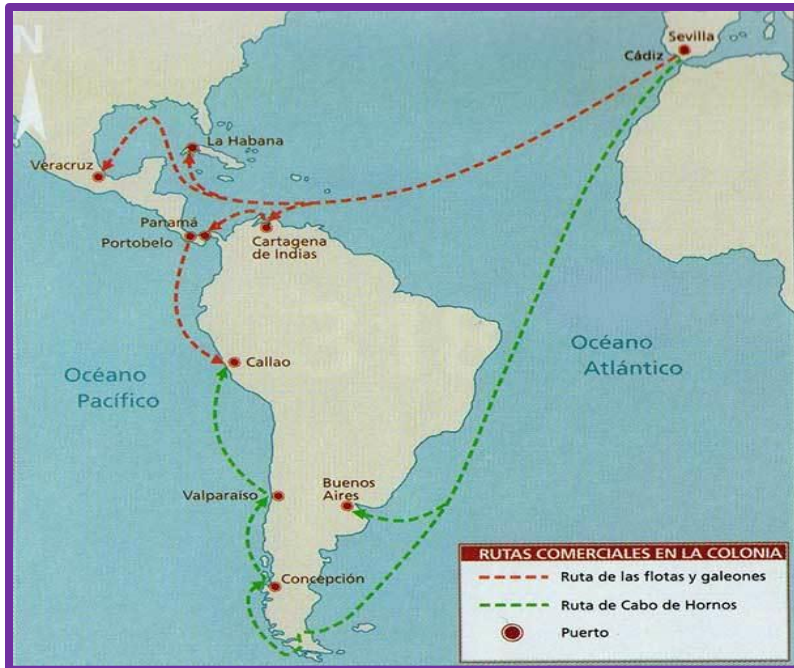 N
Sevilla
Cádiz
La Habana
Veracruz
Panamá
Portobelo
Cartagena
de Indias
Océano
Pacífico
Callao
Océano
Atlántico
Valparaíso
Buenos
Aires
Concepción
RUTAS COMERCIALES EN LA COLONIA
Ruta de las flotas y galeones
Ruta de Cabo de Hornos
Puerto